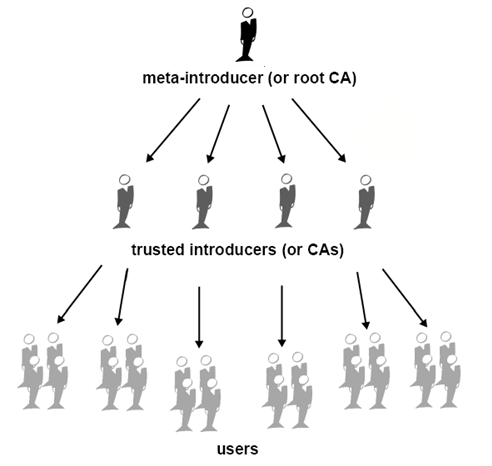 meta-introducer (or root CA)
trusted introducers (or CAs)
users